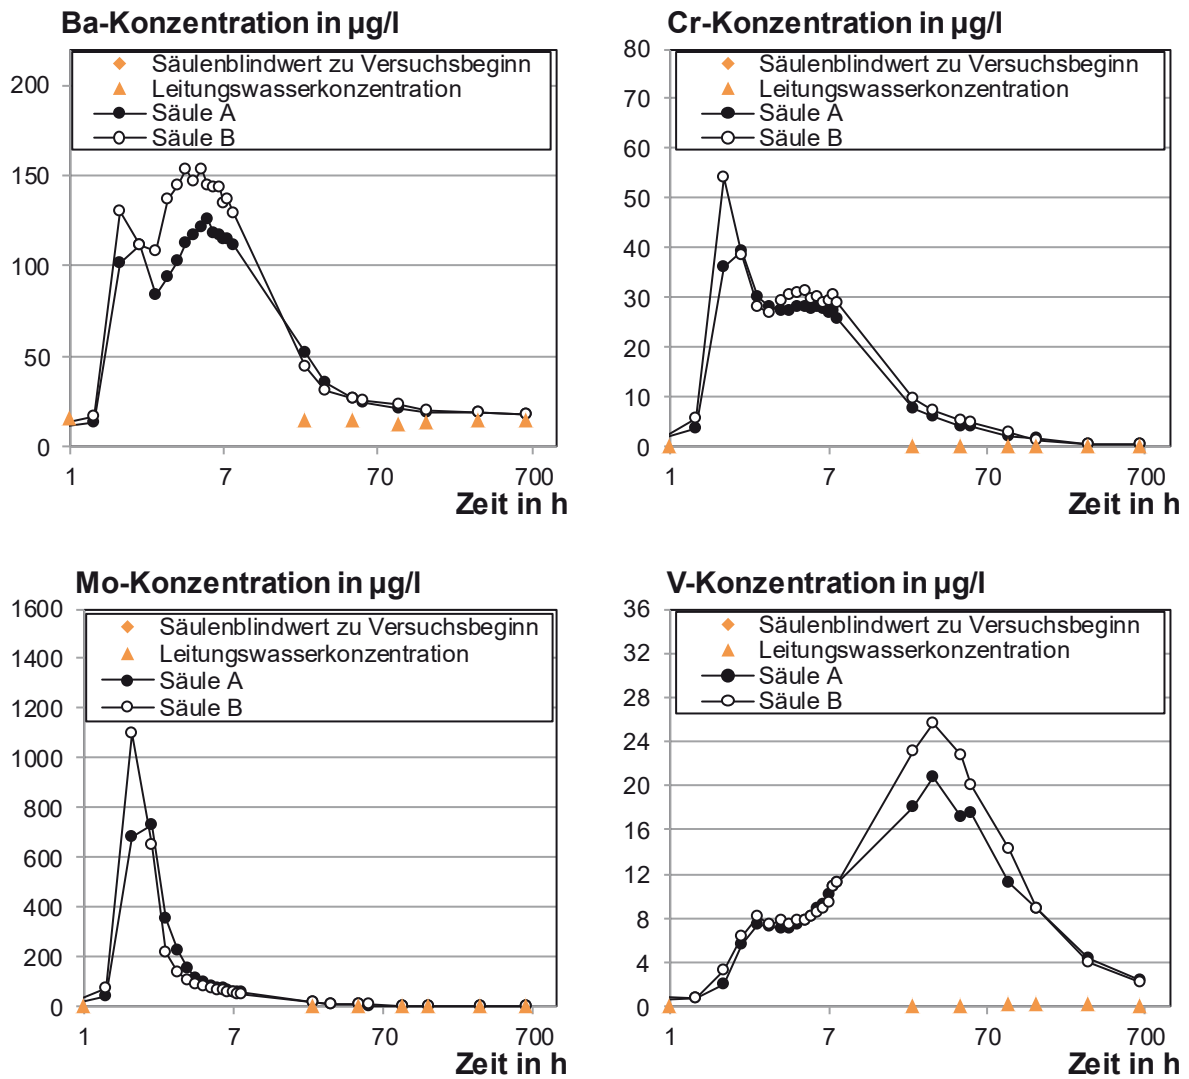 Ba-Konzentration in µg/l
200
150
100
50
0
Säulenblindwert zu Versuchsbeginn
Leitungswasserkonzentration
Säule A
Säule B
1 7 70 700
Zeit in h
Cr-Konzentration in µg/l
80
70
60
50
40
30
20
10
0
Säulenblindwert zu Versuchsbeginn
Leitungswasserkonzentration
Säule A
Säule B
1 7 70 700
Zeit in h
Mo-Konzentration in µg/l
1600
1400
1200
1000
800
600
400
200
0
Säulenblindwert zu Versuchsbeginn
Leitungswasserkonzentration
Säule A
Säule B
1 7 70 700
Zeit in h
V-Konzentration in µg/l
36
32
28
24
20
16
12
8
4
0
Säulenblindwert zu Versuchsbeginn
Leitungswasserkonzentration
Säule A
Säule B
1 7 70 700
Zeit in h